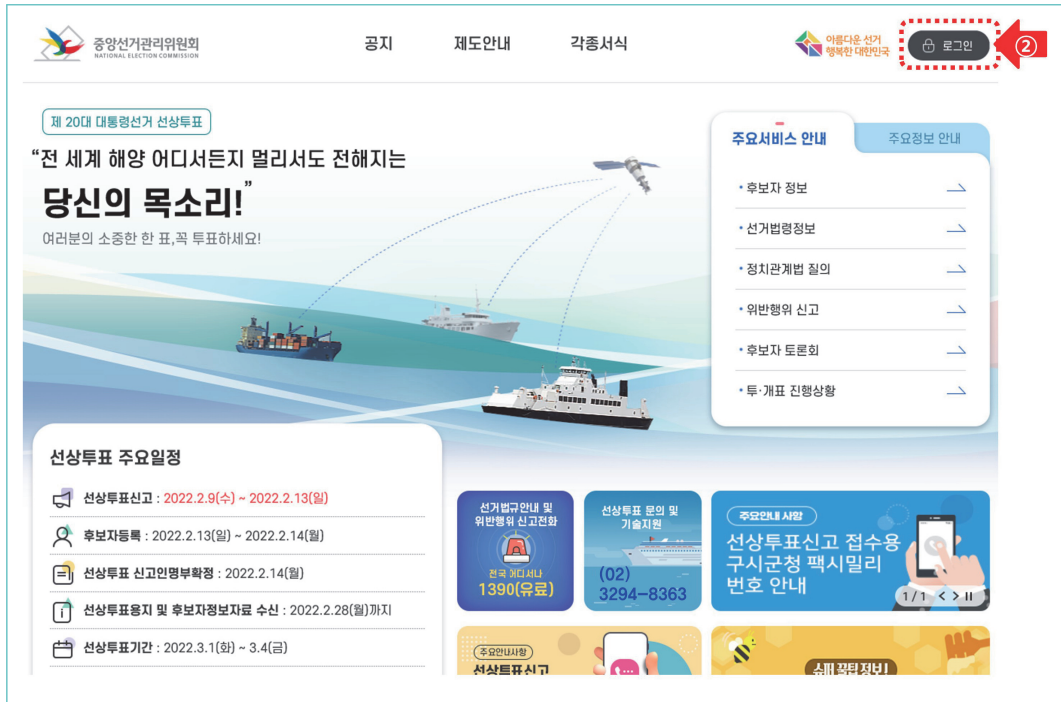 중앙선거관리위원회
NATIONAL ELECTION COMMISSION
공지
제도안내
각종서식
아름다운 선거
행복한 대한민국
로그인
②
제 20대 대통령선거 선상투표
“전 세계 해양 어디서든지 멀리서도 전해지는
당신의 목소리!”
여러분의 소중한 한 표,꼭 투표하세요!
주요서비스 안내
주요정보 안내
• 후보자 정보
• 선거법령정보
• 정치관계법 질의
• 위반행위 신고
• 후보자 토론회
• 투·개표 진행상황
선상투표 주요일정
선상투표신고 : 2022.2.9(수) ~ 2022.2.13(일)
후보자등록 : 2022.2.13(일) ~ 2022.2.14(월)
선상투표 신고인명부확정 : 2022.2.14(월)
선상투표용지 및 후보자정보자료 수신 : 2022.2.28(월)까지
선상투표기간 : 2022.3.1(화) ~ 3.4(금)
선거법규안내 및
위반행위 신고전화
전국 어디서나
1390(유료)
선상투표 문의 및
기술지원
(02)
3294-8363
주요안내 사항
선상투표신고 접수용
구시군청 팩시밀리
번호 안내
1/1
주요안내사항
선상투표신고
슈퍼 꿀팁 정보!